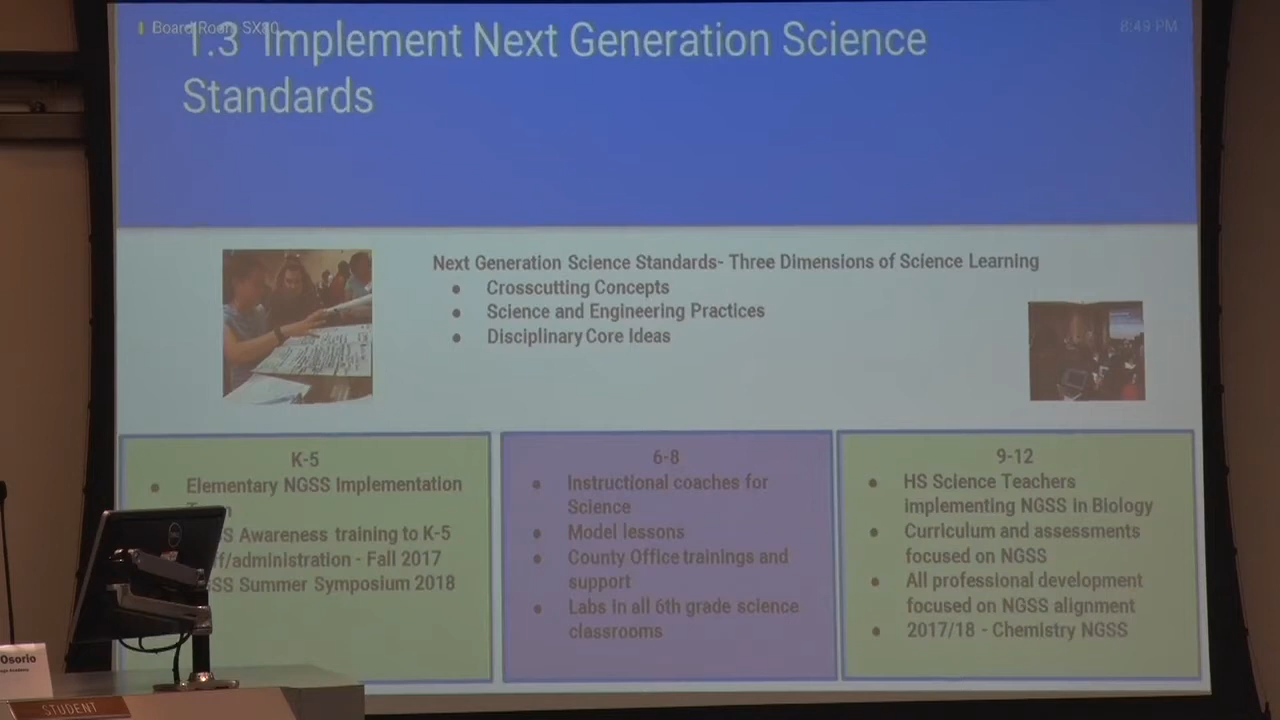 Board Room SX80
8:49 PM
1.3 Implement Next Generation Science
Standards
Next Generation Science Standards- Three Dimensions of Science Learning
● Crosscutting Concepts
● Science and Engineering Practices
● Disciplinary Core Ideas
K-5
● Elementary NGSS Implementation
S Awareness training to K-5
f/administration - Fall 2017
SS Summer Symposium 2018
6-8
● Instructional coaches for
Science
● Model lessons
● County Office trainings and
support
● Labs in all 6th grade science
classrooms
9-12
● HS Science Teachers
implementing NGSS in Biology
● Curriculum and assessments
focused on NGSS
● All professional development
focused on NGSS alignment
● 2017/18 - Chemistry NGSS
Osorio
STUDENT